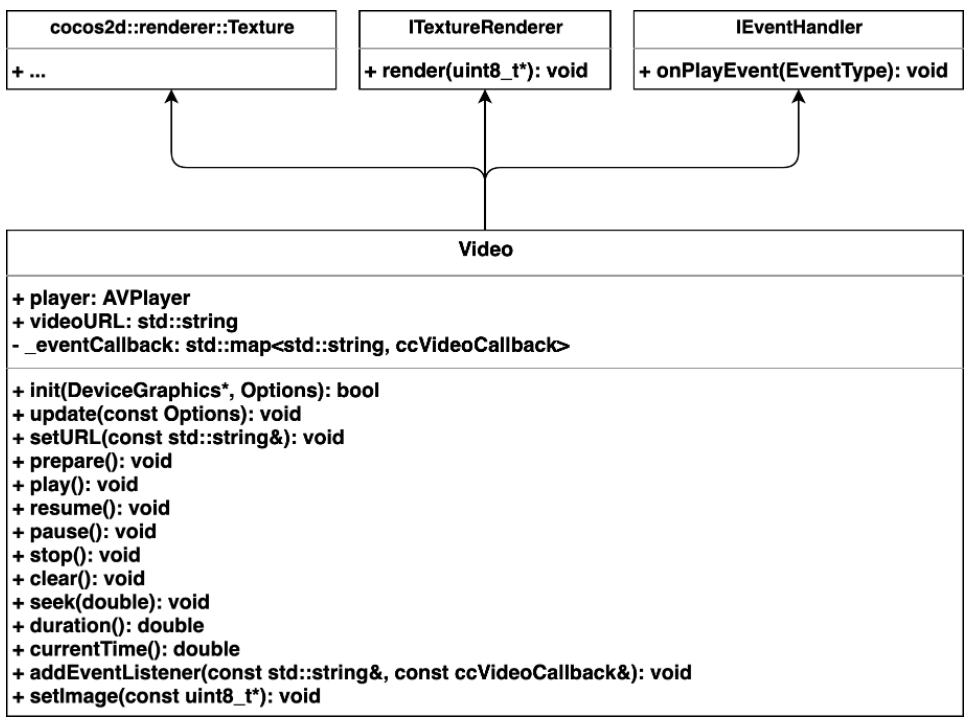 cocos2d::renderer::Texture
+ ...
ITextureRenderer
+ render(uint8_t*): void
IEventHandler
+ onPlayEvent(EventType): void
Video
+ player: AVPlayer
+ videoURL: std::string
- _eventCallback: std::map<std::string, ccVideoCallback>
+ init(DeviceGraphics*, Options): bool
+ update(const Options): void
+ setURL(const std::string&): void
+ prepare(): void
+ play(): void
+ resume(): void
+ pause(): void
+ stop(): void
+ clear(): void
+ seek(double): void
+ duration(): double
+ currentTime(): double
+ addEventListener(const std::string&, const ccVideoCallback&): void
+ setImage(const uint8_t*): void